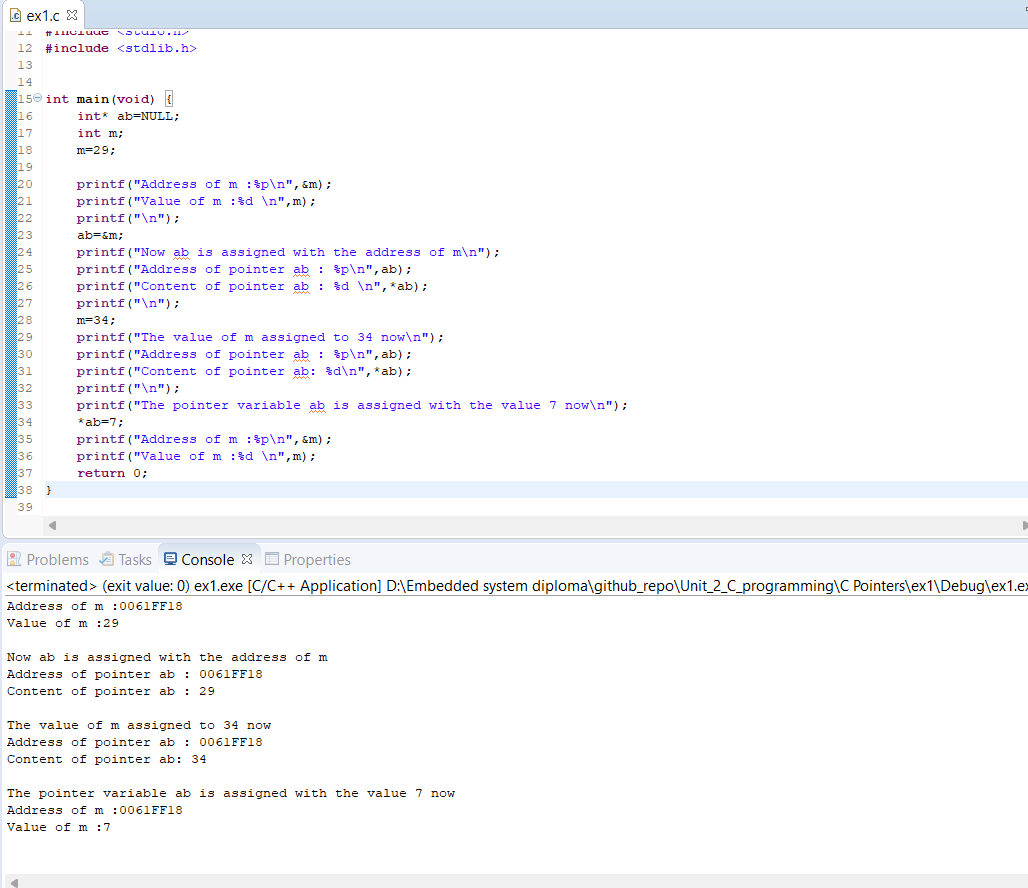 ex1.c
11 #include <stdio.h>
12 #include <stdlib.h>
13
14
15 int main(void) {
16     int* ab=NULL;
17     int m;
18     m=29;
19
20     printf("Address of m :%p\n",&m);
21     printf("Value of m :%d \n",m);
22     printf("\n");
23     ab=&m;
24     printf("Now ab is assigned with the address of m\n");
25     printf("Address of pointer ab : %p\n",ab);
26     printf("Content of pointer ab : %d \n",*ab);
27     printf("\n");
28     m=34;
29     printf("The value of m assigned to 34 now\n");
30     printf("Address of pointer ab : %p\n",ab);
31     printf("Content of pointer ab: %d\n",*ab);
32     printf("\n");
33     printf("The pointer variable ab is assigned with the value 7 now\n");
34     *ab=7;
35     printf("Address of m :%p\n",&m);
36     printf("Value of m :%d \n",m);
37     return 0;
38 }
39
Problems Tasks Console Properties
<terminated> (exit value: 0) ex1.exe [C/C++ Application] D:\Embedded system diploma\github_repo\Unit_2_C_programming\C Pointers\ex1\Debug\ex1.ex
Address of m :0061FF18
Value of m :29

Now ab is assigned with the address of m
Address of pointer ab : 0061FF18
Content of pointer ab : 29

The value of m assigned to 34 now
Address of pointer ab : 0061FF18
Content of pointer ab: 34

The pointer variable ab is assigned with the value 7 now
Address of m :0061FF18
Value of m :7